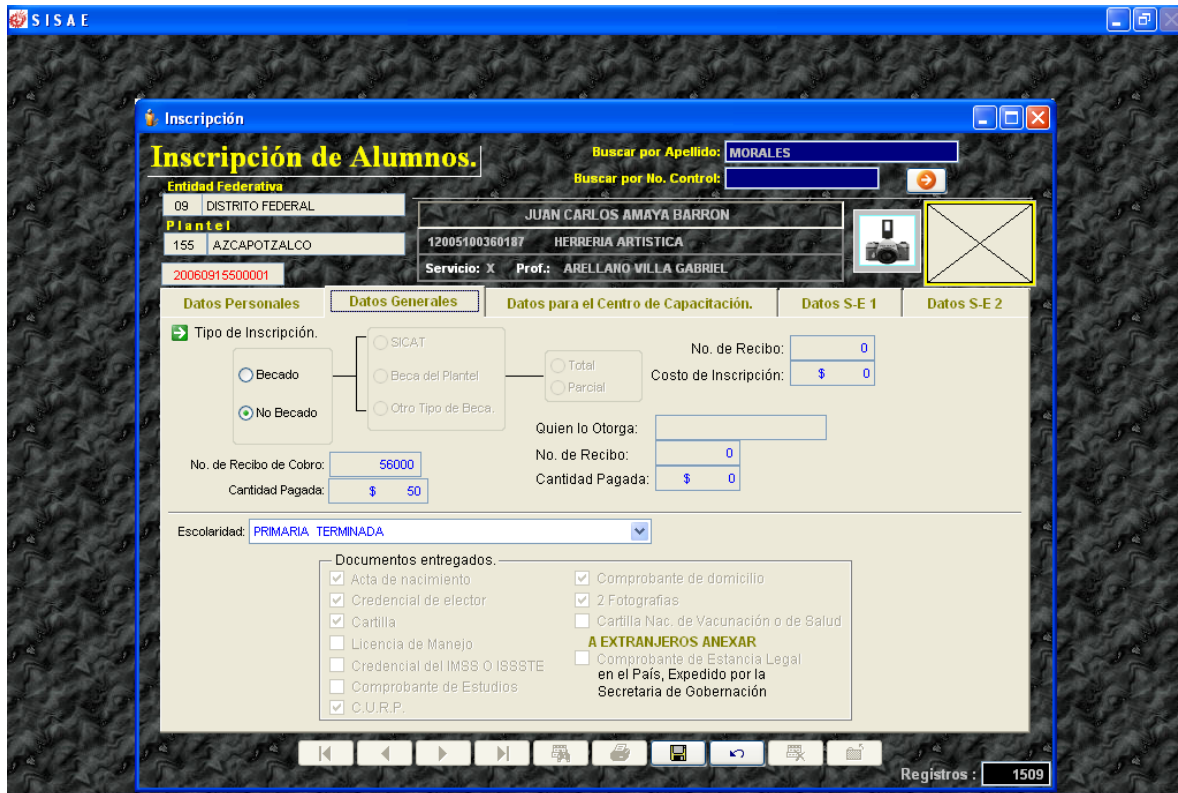 S I S A E
Inscripción
Inscripción de Alumnos.
Buscar por Apellido: MORALES
Buscar por No. Control:
Entidad Federativa
09 DISTRITO FEDERAL
Plantel
155 AZCAPOTZALCO
20060915500001
JUAN CARLOS AMAYA BARRON
12005100360187 HERRERIA ARTISTICA
Servicio: X Prof.: ARELLANO VILLA GABRIEL
Datos Personales Datos Generales Datos para el Centro de Capacitación. Datos S-E 1 Datos S-E 2
Tipo de Inscripción.
Becado
No Becado
SICAT
Beca del Plantel
Otro Tipo de Beca.
Total
Parcial
No. de Recibo: 0
Costo de Inscripción: $ 0
Quien lo Otorga:
No. de Recibo: 0
Cantidad Pagada: $ 0
No. de Recibo de Cobro: 56000
Cantidad Pagada: $ 50
Escolaridad: PRIMARIA TERMINADA
Documentos entregados.
Acta de nacimiento
Credencial de elector
Cartilla
Licencia de Manejo
Credencial del IMSS O ISSSTE
Comprobante de Estudios
C.U.R.P.
Comprobante de domicilio
2 Fotografias
Cartilla Nac. de Vacunación o de Salud
A EXTRANJEROS ANEXAR
Comprobante de Estancia Legal
en el País, Expedido por la
Secretaria de Gobernación
Registros : 1509